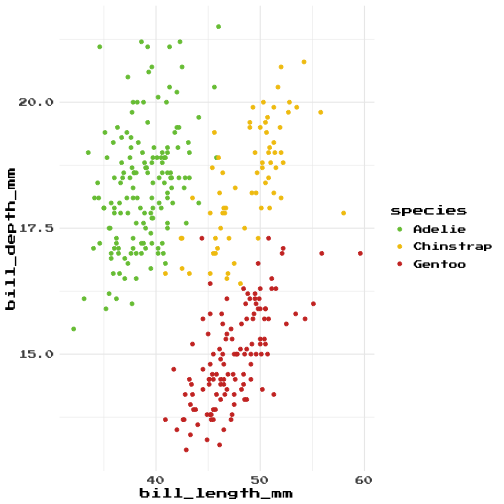 20.0
17.5
15.0
bill_depth_mm
40
50
60
bill_length_mm
species
Adelie
Chinstrap
Gentoo